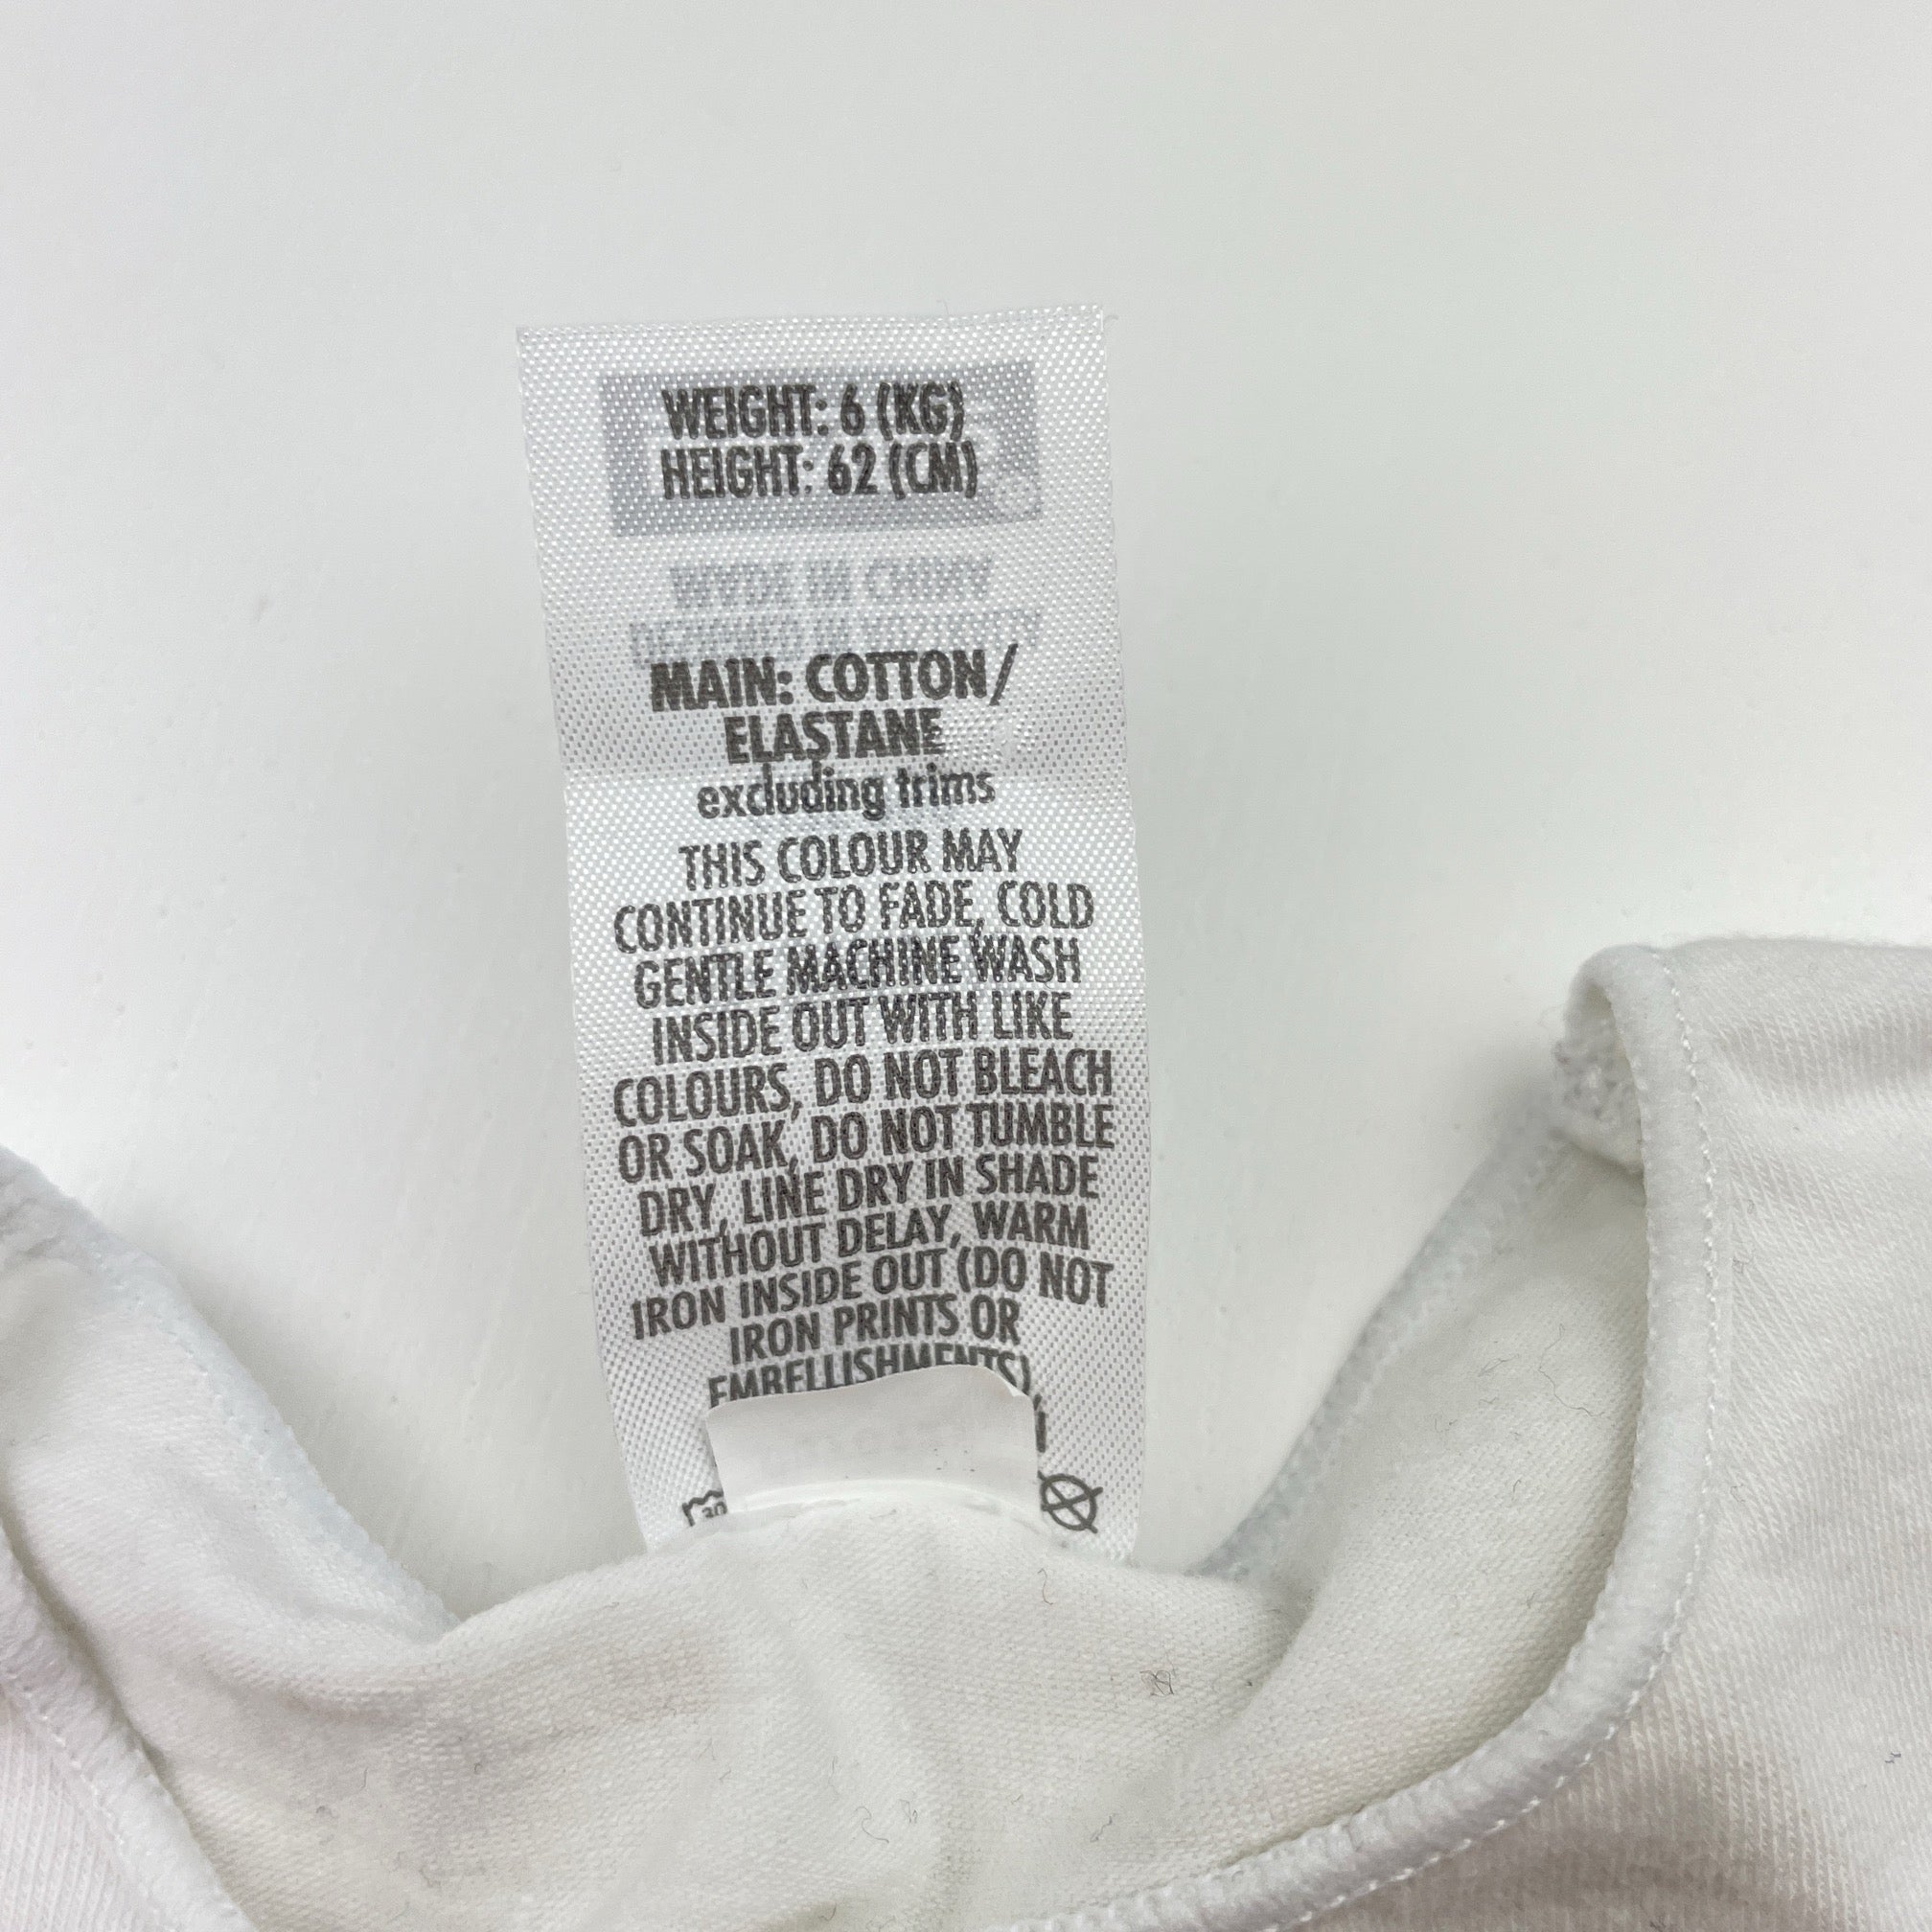 WEIGHT: 6 (KG)
HEIGHT: 62 (CM)
MAIN: COTTON/
ELASTANE
excluding trims
THIS COLOUR MAY
CONTINUE TO FADE, COLD
GENTLE MACHINE WASH
INSIDE OUT WITH LIKE
COLOURS, DO NOT BLEACH
OR SOAK, DO NOT TUMBLE
DRY, LINE DRY IN SHADE
WITHOUT DELAY, WARM
IRON INSIDE OUT (DO NOT
IRON PRINTS OR
EMBELLISHMENTS),
30